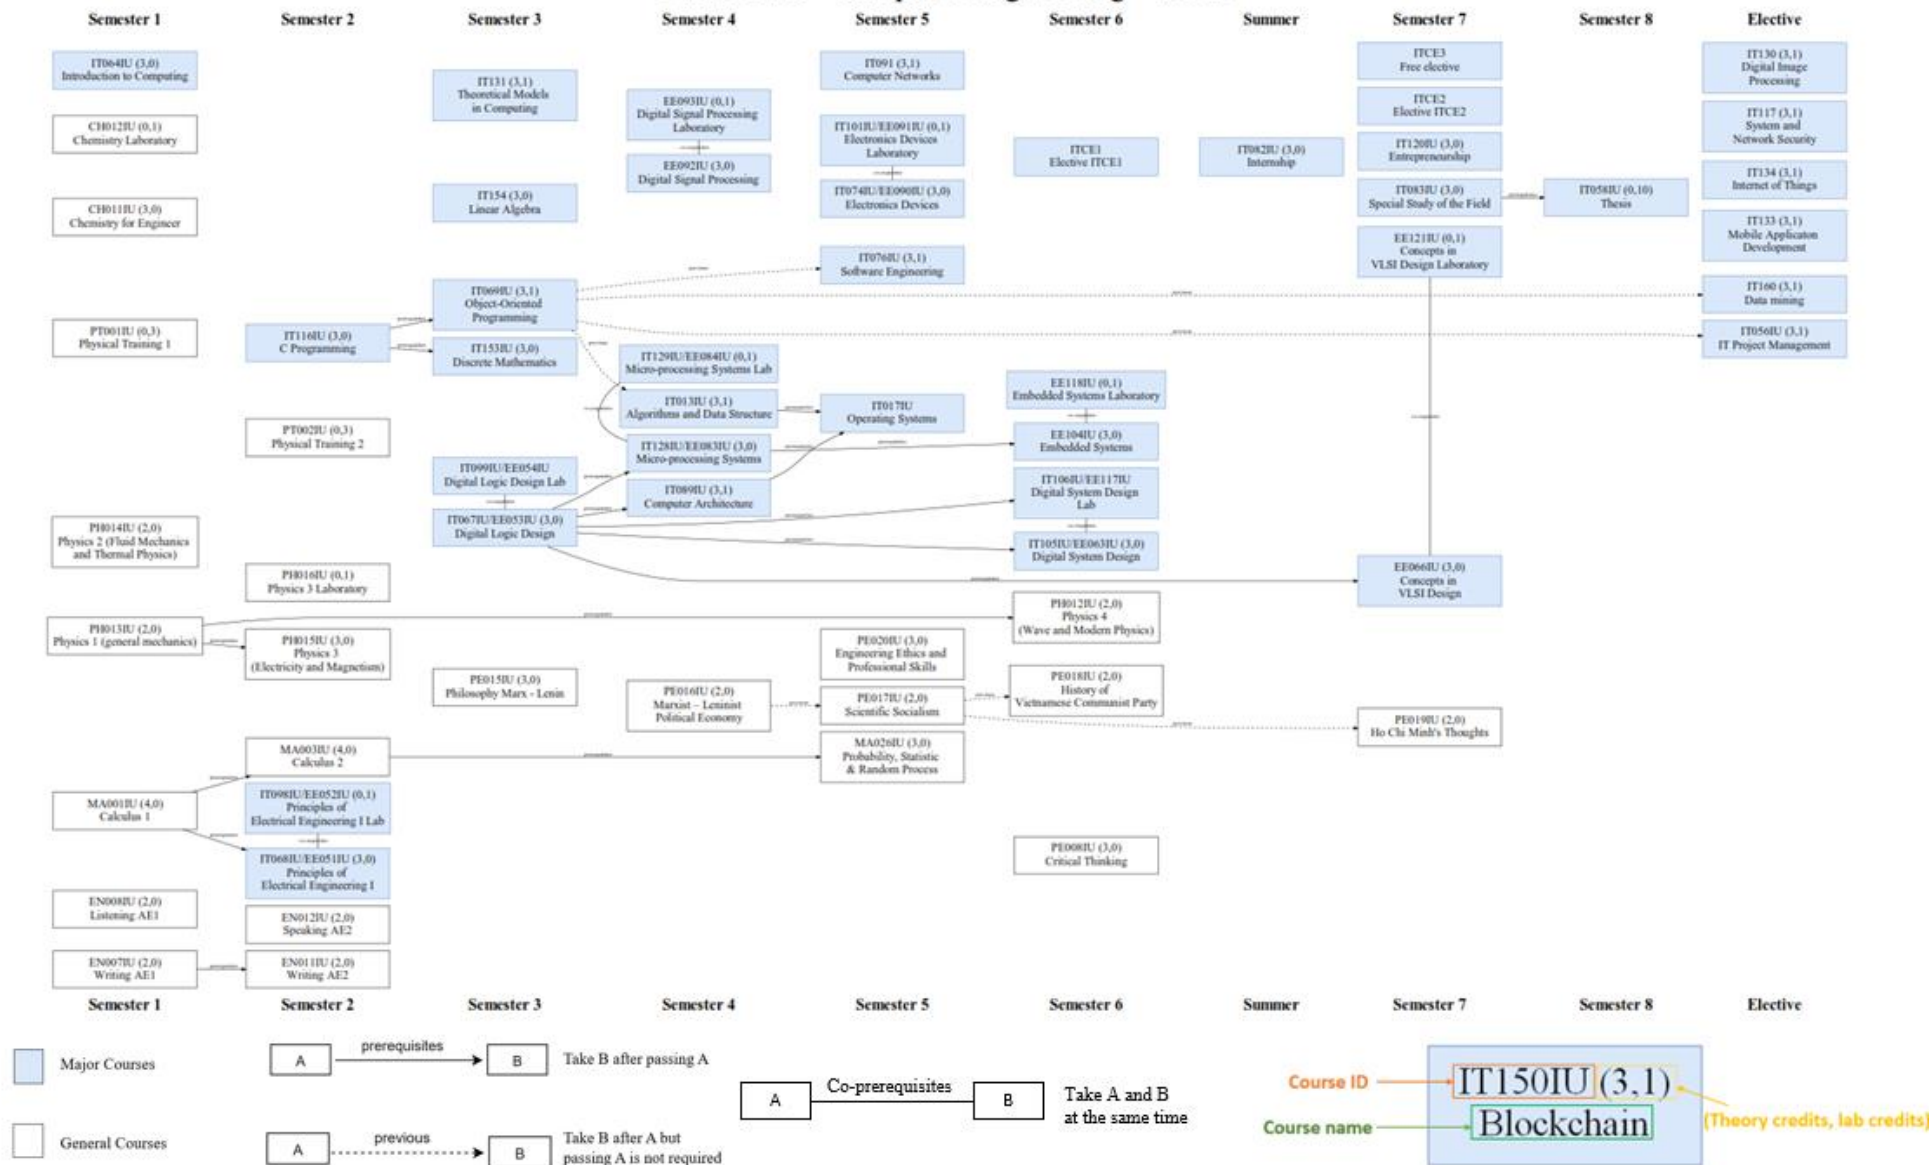 Semester 1
Semester 2
Semester 3
Semester 4
Semester 5
Semester 6
Summer
Semester 7
Semester 8
Elective
IT064IU (3,0)
Introduction to Computing
CH012IU (0,1)
Chemistry Laboratory
CH011IU (3,0)
Chemistry for Engineer
PT001IU (0,3)
Physical Training 1
PH014IU (2,0)
Physics 2 (Fluid Mechanics
and Thermal Physics)
PH013IU (2,0)
Physics 1 (general mechanics)
MA001IU (4,0)
Calculus 1
EN008IU (2,0)
Listening AE1
EN007IU (2,0)
Writing AE1
IT116IU (3,0)
C Programming
PT002IU (0,3)
Physical Training 2
PH016IU (0,1)
Physics 3 Laboratory
PH015IU (3,0)
Physics 3
(Electricity and Magnetism)
MA003IU (4,0)
Calculus 2
IT098IU/EE052IU (0,1)
Principles of
Electrical Engineering I Lab
IT068IU/EE051IU (3,0)
Principles of
Electrical Engineering I
EN012IU (2,0)
Speaking AE2
EN011IU (2,0)
Writing AE2
IT131 (3,1)
Theoretical Models
in Computing
IT154 (3,0)
Linear Algebra
IT069IU (3,1)
Object-Oriented
Programming
IT153IU (3,0)
Discrete Mathematics
IT099IU/EE054IU
Digital Logic Design Lab
IT067IU/EE053IU (3,0)
Digital Logic Design
PE015IU (3,0)
Philosophy Marx - Lenin
EE093IU (0,1)
Digital Signal Processing
Laboratory
EE092IU (3,0)
Digital Signal Processing
IT129IU/EE084IU (0,1)
Micro-processing Systems Lab
IT013IU (3,1)
Algorithms and Data Structure
IT128IU/EE083IU (3,0)
Micro-processing Systems
IT089IU (3,1)
Computer Architecture
PE016IU (2,0)
Marxist – Leninist
Political Economy
IT091 (3,1)
Computer Networks
IT101IU/EE091IU (0,1)
Electronics Devices
Laboratory
IT074IU/EE090IU (3,0)
Electronics Devices
IT076IU (3,1)
Software Engineering
IT017IU
Operating Systems
PE020IU (3,0)
Engineering Ethics and
Professional Skills
PE017IU (2,0)
Scientific Socialism
MA026IU (3,0)
Probability, Statistic
& Random Process
ITCE1
Elective ITCE1
EE118IU (0,1)
Embedded Systems Laboratory
EE104IU (3,0)
Embedded Systems
IT106IU/EE117IU
Digital System Design
Lab
IT105IU/EE063IU (3,0)
Digital System Design
PH012IU (2,0)
Physics 4
(Wave and Modern Physics)
PE018IU (2,0)
History of
Vietnamese Communist Party
PE008IU (3,0)
Critical Thinking
IT082IU (3,0)
Internship
ITCE3
Free elective
ITCE2
Elective ITCE2
IT120IU (3,0)
Entrepreneurship
IT083IU (3,0)
Special Study of the Field
EE121IU (0,1)
Concepts in
VLSI Design Laboratory
EE066IU (3,0)
Concepts in
VLSI Design
PE019IU (2,0)
Ho Chi Minh's Thoughts
IT058IU (0,10)
Thesis
IT130 (3,1)
Digital Image
Processing
IT117 (3,1)
System and
Network Security
IT134 (3,1)
Internet of Things
IT133 (3,1)
Mobile Applicaton
Development
IT160 (3,1)
Data mining
IT056IU (3,1)
IT Project Management
Semester 1
Semester 2
Semester 3
Semester 4
Semester 5
Semester 6
Summer
Semester 7
Semester 8
Elective
Major Courses
General Courses
A
prerequisites
B
Take B after passing A
A
previous
B
Take B after A but
passing A is not required
A
Co-prerequisites
B
Take A and B
at the same time
Course ID
IT150IU (3,1)
Course name
Blockchain
(Theory credits, lab credits)